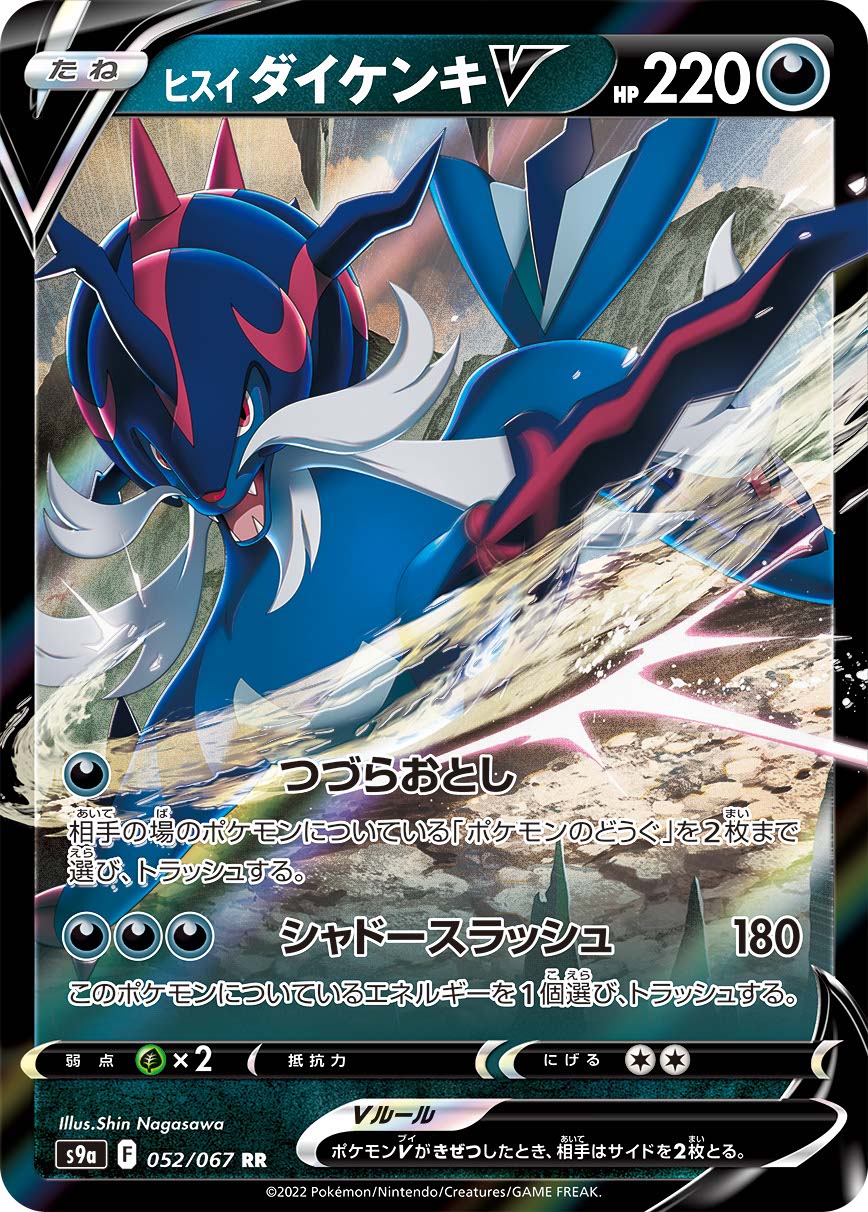 たね
ヒスイ ダイケンキV HP 220
つづらおとし
相手の場のポケモンについている「ポケモンのどうぐ」を2枚まで
選び、トラッシュする。
シャドースラッシュ 180
このポケモンについているエネルギーを1個選び、トラッシュする。
弱点 ×2 抵抗力 にげる
Illus.Shin Nagasawa
Vルール
ポケモンVがきぜつしたとき、相手はサイドを2枚とる。
s9a F 052/067 RR
©2022 Pokémon/Nintendo/Creatures/GAME FREAK.